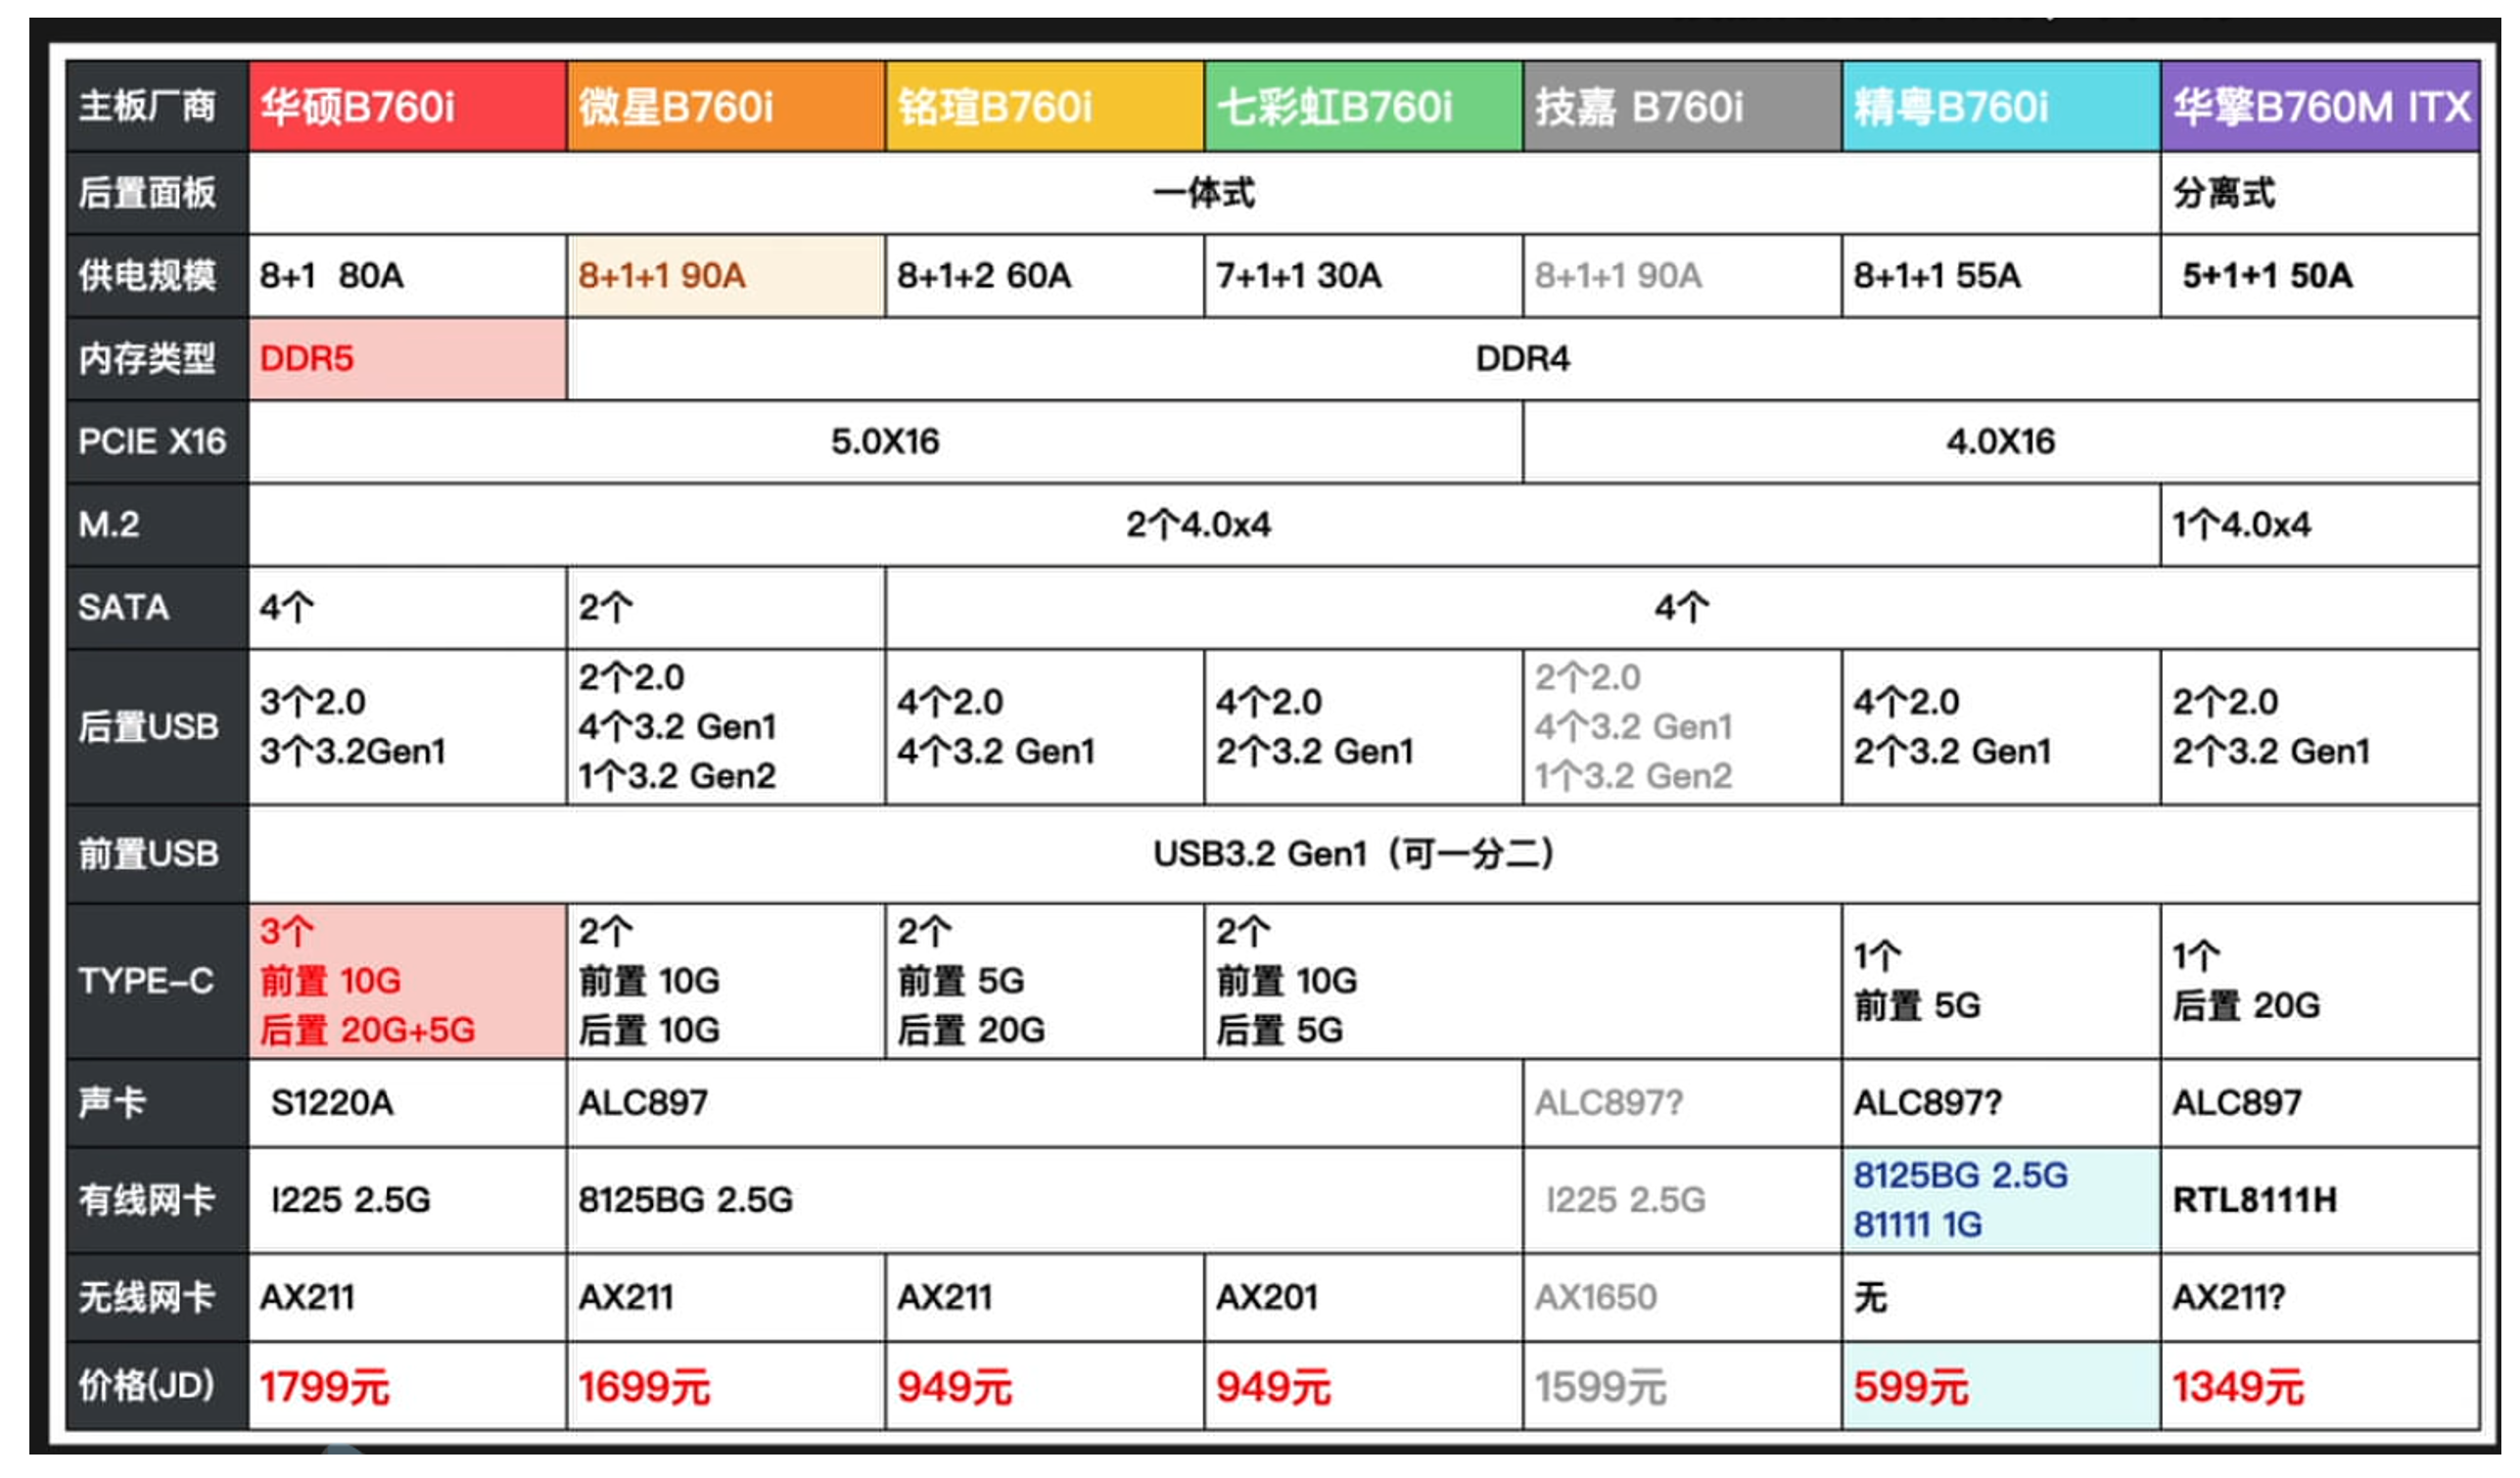 主板厂商 华硕B760i 微星B760i 铭瑄B760i 七彩虹B760i 技嘉 B760i 精粤B760i 华擎B760M ITX
后置面板 一体式 分离式
供电规模 8+1 80A 8+1+1 90A 8+1+2 60A 7+1+1 30A 8+1+1 90A 8+1+1 55A 5+1+1 50A
内存类型 DDR5 DDR4
PCIE X16 5.0X16 4.0X16
M.2 2个4.0x4 1个4.0x4
SATA 4个 2个 4个
后置USB
3个2.0
3个3.2Gen1
2个2.0
4个3.2 Gen1
1个3.2 Gen2
4个2.0
4个3.2 Gen1
4个2.0
2个3.2 Gen1
2个2.0
4个3.2 Gen1
1个3.2 Gen2
4个2.0
2个3.2 Gen1
2个2.0
2个3.2 Gen1
前置USB USB3.2 Gen1（可一分二）
TYPE-C
3个
前置 10G
后置 20G+5G
2个
前置 10G
后置 10G
2个
前置 5G
后置 20G
2个
前置 10G
后置 5G
1个
前置 5G
1个
后置 20G
声卡 S1220A ALC897 ALC897? ALC897? ALC897
有线网卡 I225 2.5G 8125BG 2.5G I225 2.5G
8125BG 2.5G
81111 1G
RTL8111H
无线网卡 AX211 AX211 AX211 AX201 AX1650 无 AX211?
价格(JD) 1799元 1699元 949元 949元 1599元 599元 1349元